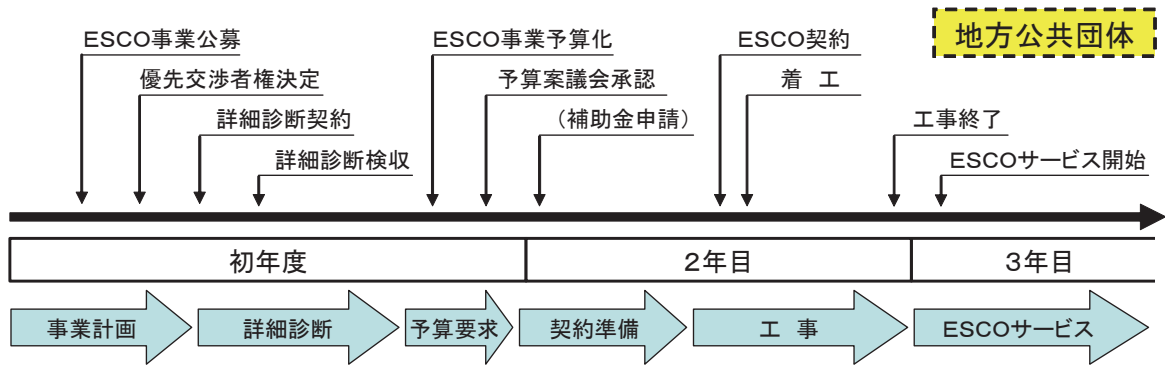 地方公共団体
ESCO事業公募
優先交渉者権決定
詳細診断契約
詳細診断検収
ESCO事業予算化
予算案議会承認
（補助金申請）
ESCO契約
着 工
工事終了
ESCOサービス開始
初年度
2年目
3年目
事業計画
詳細診断
予算要求
契約準備
工 事
ESCOサービス